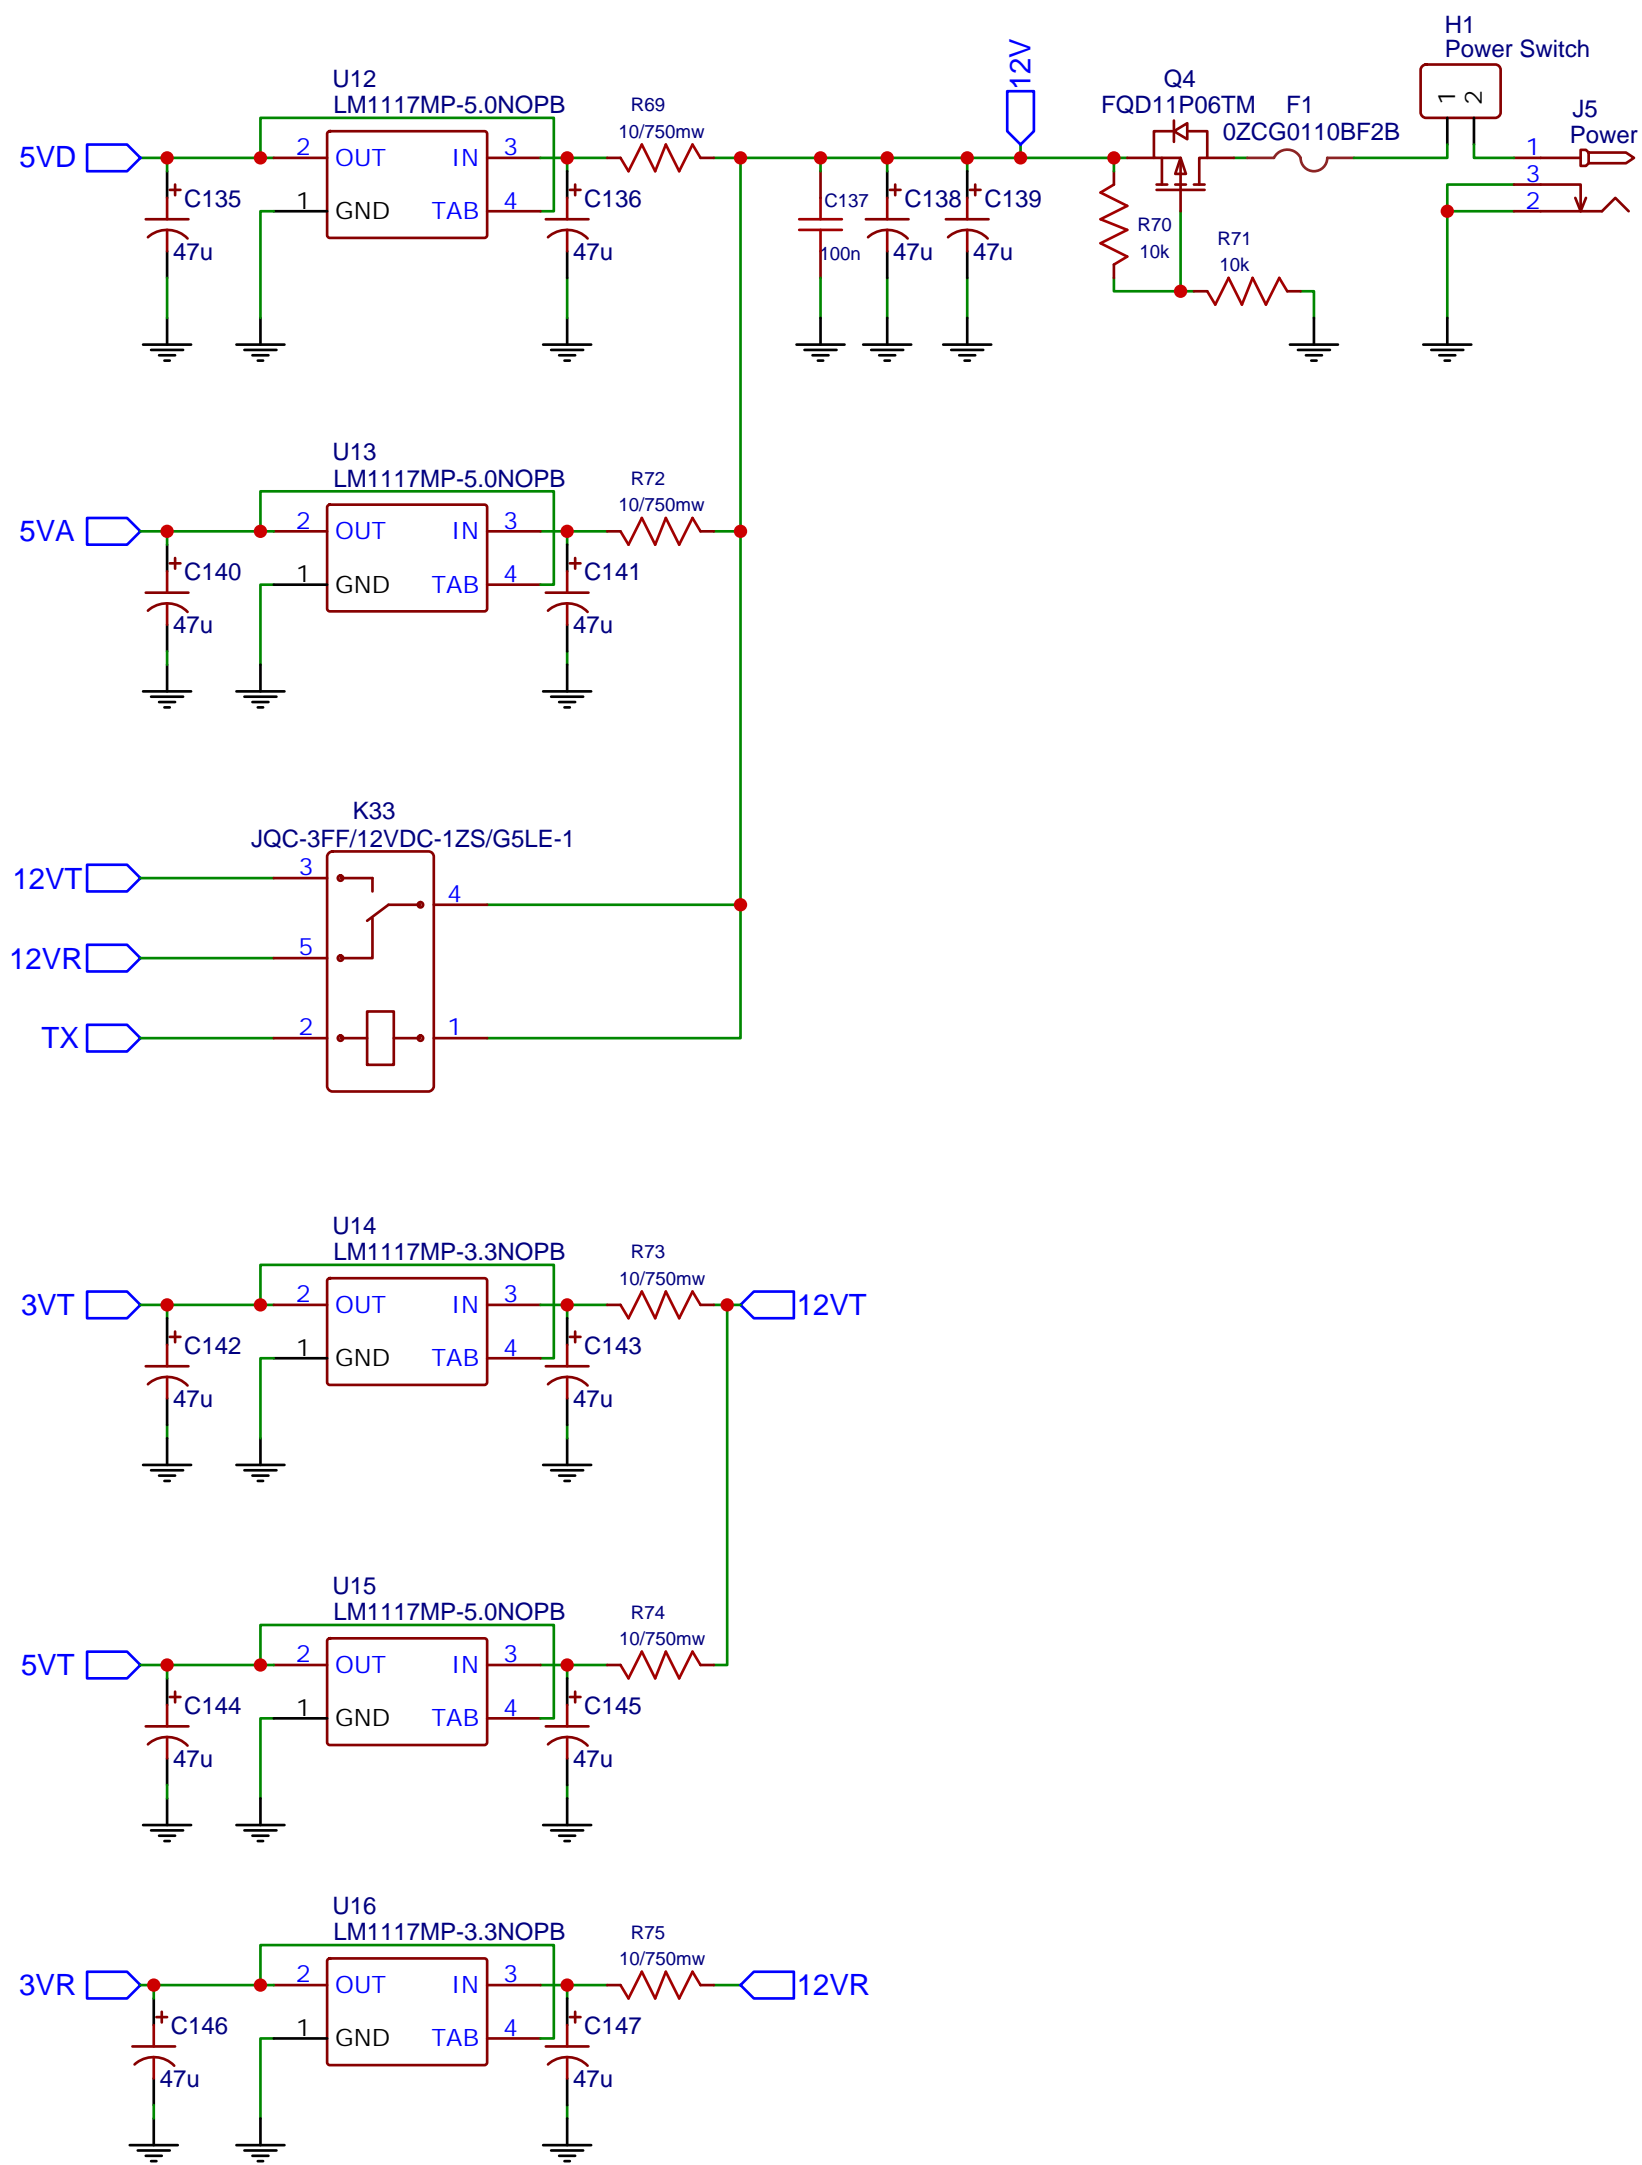 H1
Power Switch
1 2
J5
Power
1
3
2
12V
Q4
FQD11P06TM
F1
0ZCG0110BF2B
R70
10k
R71
10k
U12
LM1117MP-5.0NOPB
R69
10/750mw
5VD
2 OUT IN 3
1 GND TAB 4
+ C135
47u
+ C136
47u
C137
100n
+ C138
47u
+ C139
47u
U13
LM1117MP-5.0NOPB
R72
10/750mw
5VA
2 OUT IN 3
1 GND TAB 4
+ C140
47u
+ C141
47u
K33
JQC-3FF/12VDC-1ZS/G5LE-1
12VT 3
4
12VR 5
TX 2 1
U14
LM1117MP-3.3NOPB
R73
10/750mw
3VT
2 OUT IN 3
12VT
1 GND TAB 4
+ C142
47u
+ C143
47u
U15
LM1117MP-5.0NOPB
R74
10/750mw
5VT
2 OUT IN 3
1 GND TAB 4
+ C144
47u
+ C145
47u
U16
LM1117MP-3.3NOPB
R75
10/750mw
3VR
2 OUT IN 3
12VR
1 GND TAB 4
+ C146
47u
+ C147
47u